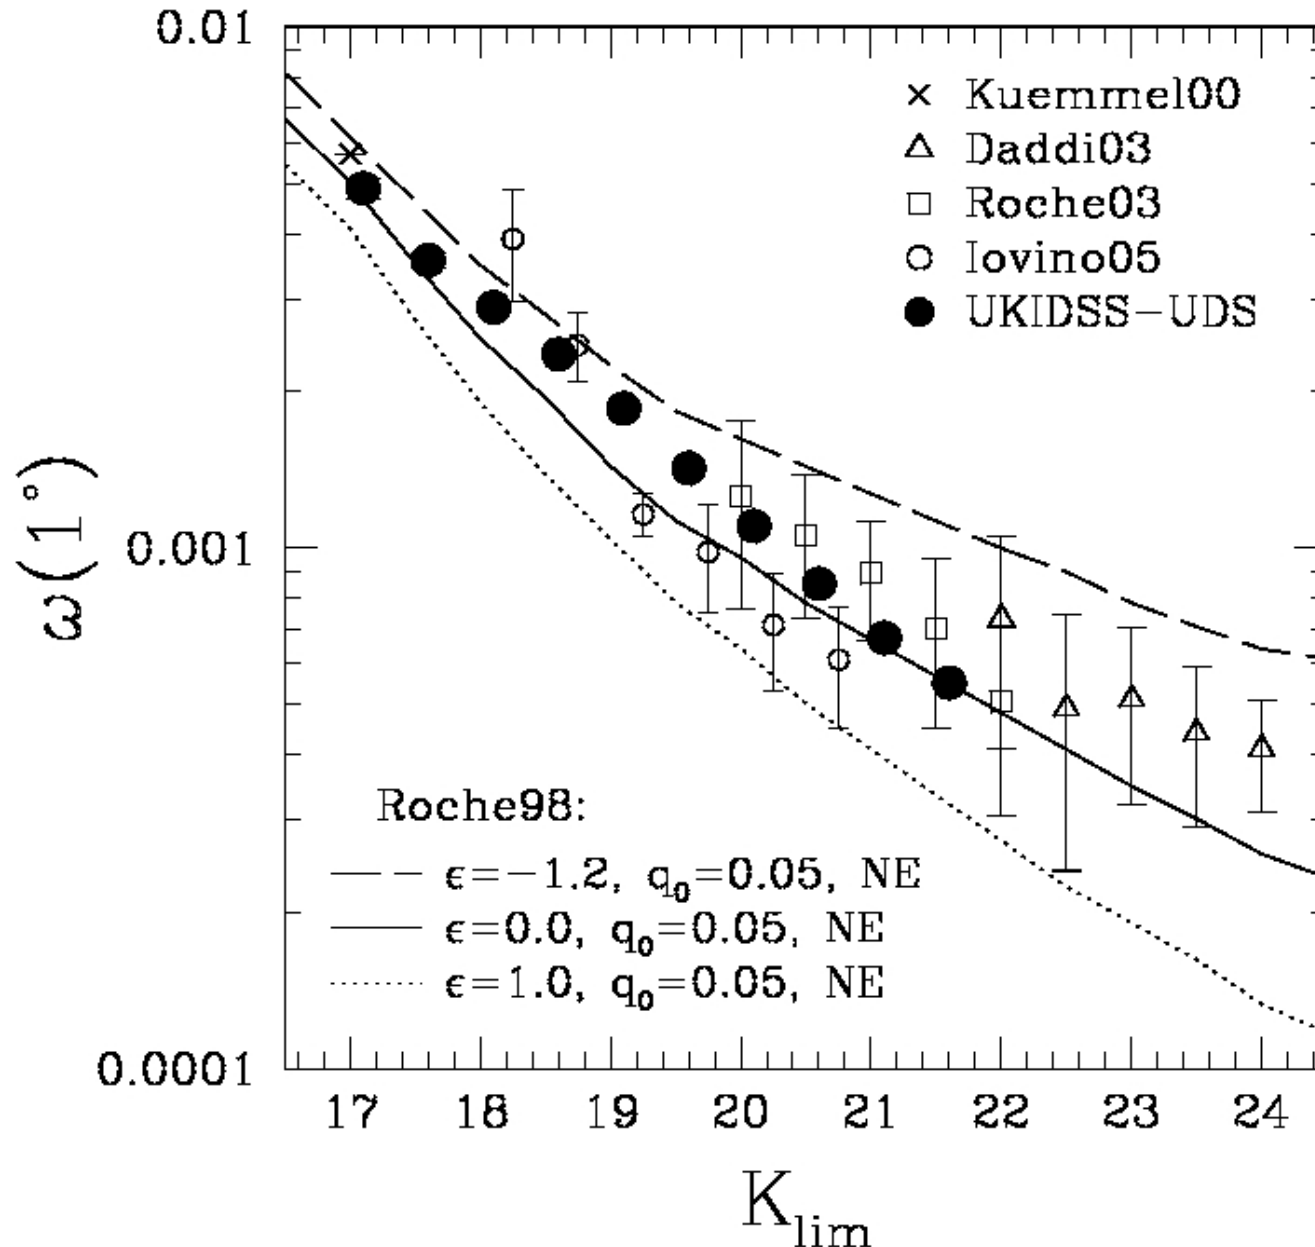 0.01
0.001
0.0001
ω(1°)
× Kuemmel00
△ Daddi03
□ Roche03
○ Iovino05
● UKIDSS-UDS
Roche98:
ϵ=-1.2, q₀=0.05, NE
ϵ=0.0, q₀=0.05, NE
ϵ=1.0, q₀=0.05, NE
17 18 19 20 21 22 23 24
K_lim